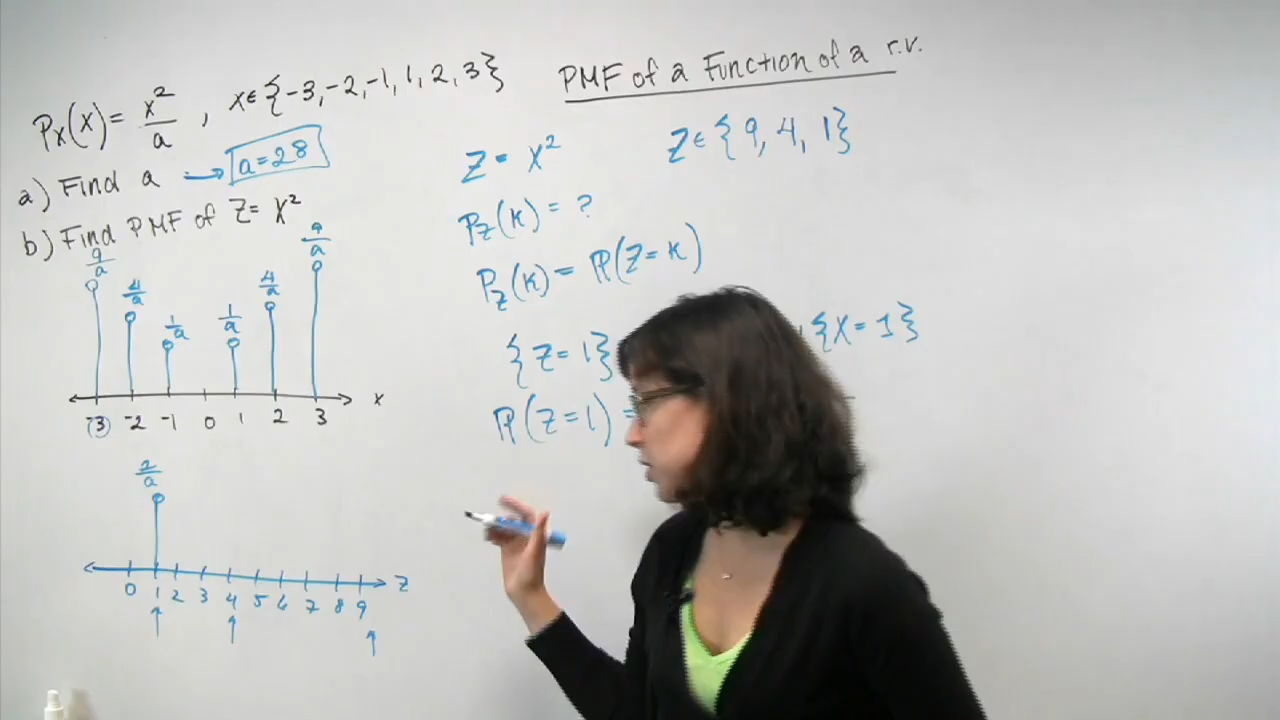 PMF of a Function of a r.v.
Px(x) = x²/a , x ∈ {-3, -2, -1, 1, 2, 3}
a) Find a → a = 28
b) Find PMF of Z = X²
9/a 4/a 1/a 1/a 4/a 9/a
-3 -2 -1 0 1 2 3 x
2/a
0 1 2 3 4 5 6 7 8 9 Z
Z = X² Z ∈ {9, 4, 1}
Pz(k) = ?
Pz(k) = P(Z = k)
{Z = 1} {X = 1}
P(Z = 1) =